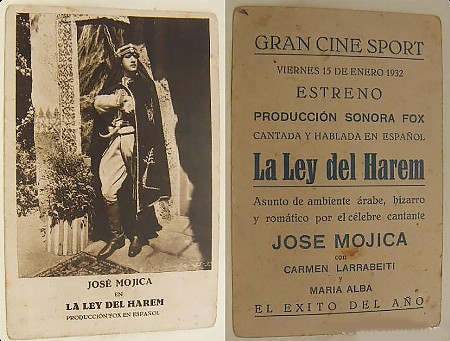 JOSÉ MOJICA
EN
LA LEY DEL HAREM
PRODUCCIÓN FOX EN ESPAÑOL
GRAN CINE SPORT
VIERNES 15 DE ENERO 1932
ESTRENO
PRODUCCIÓN SONORA FOX
CANTADA Y HABLADA EN ESPAÑOL
La Ley del Harem
Asunto de ambiente árabe, bizarro
y romático por el célebre cantante
JOSE MOJICA
con
CARMEN LARRABEITI
y
MARIA ALBA
EL EXITO DEL AÑO